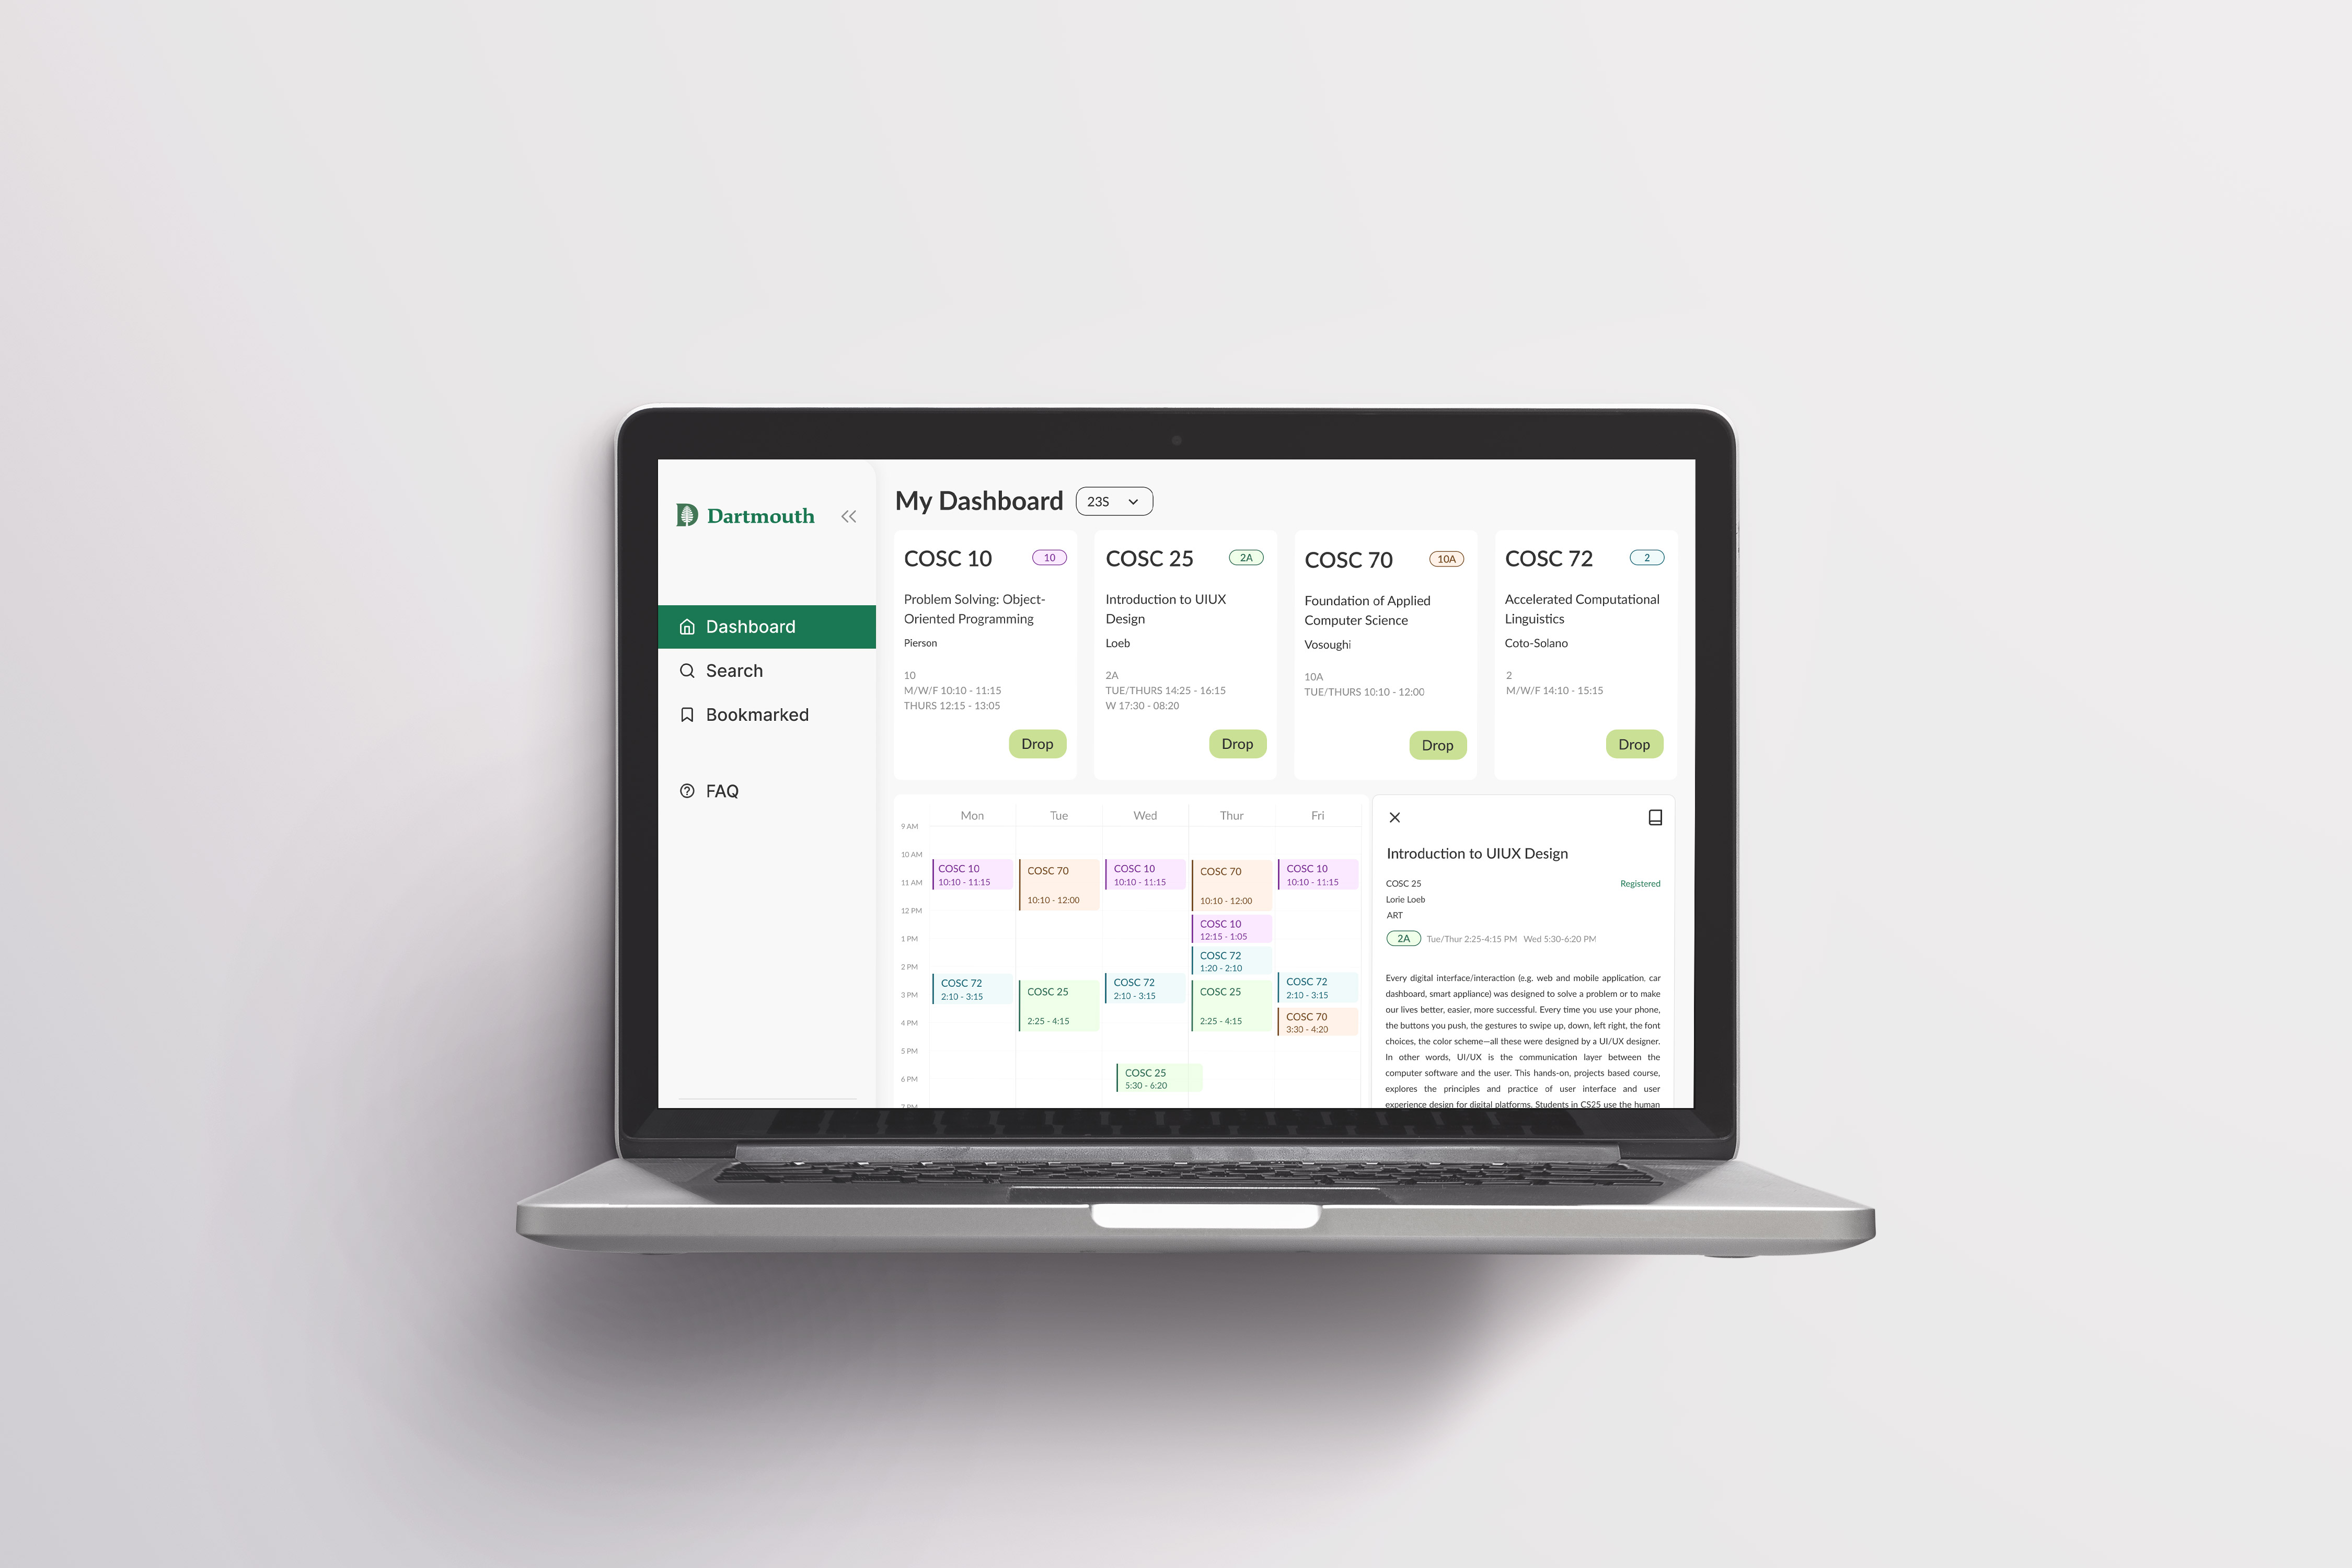 Dartmouth
Dashboard
Search
Bookmarked
FAQ
My Dashboard 23S
COSC 10 10
Problem Solving: Object-
Oriented Programming
Pierson
10
M/W/F 10:10 - 11:15
THURS 12:15 - 13:05
Drop
COSC 25 2A
Introduction to UIUX
Design
Loeb
2A
TUE/THURS 14:25 - 16:15
W 17:30 - 08:20
Drop
COSC 70 10A
Foundation of Applied
Computer Science
Vosoughi
10A
TUE/THURS 10:10 - 12:00
Drop
COSC 72 2
Accelerated Computational
Linguistics
Coto-Solano
2
M/W/F 14:10 - 15:15
Drop
Mon Tue Wed Thur Fri
9 AM
10 AM
11 AM
12 PM
1 PM
2 PM
3 PM
4 PM
5 PM
6 PM
7 PM
COSC 10
10:10 - 11:15
COSC 72
2:10 - 3:15
COSC 70
10:10 - 12:00
COSC 25
2:25 - 4:15
COSC 10
10:10 - 11:15
COSC 72
2:10 - 3:15
COSC 25
5:30 - 6:20
COSC 70
10:10 - 12:00
COSC 10
12:15 - 1:05
COSC 72
1:20 - 2:10
COSC 25
2:25 - 4:15
COSC 10
10:10 - 11:15
COSC 72
2:10 - 3:15
COSC 70
3:30 - 4:20
Introduction to UIUX Design
COSC 25 Registered
Lorie Loeb
ART
2A Tue/Thur 2:25-4:15 PM Wed 5:30-6:20 PM
Every digital interface/interaction (e.g. web and mobile application, car
dashboard, smart appliance) was designed to solve a problem or to make
our lives better, easier, more successful. Every time you use your phone,
the buttons you push, the gestures to swipe up, down, left right, the font
choices, the color scheme—all these were designed by a UI/UX designer.
In other words, UI/UX is the communication layer between the
computer software and the user. This hands-on, projects based course,
explores the principles and practice of user interface and user
experience design for digital platforms. Students in CS25 use the human